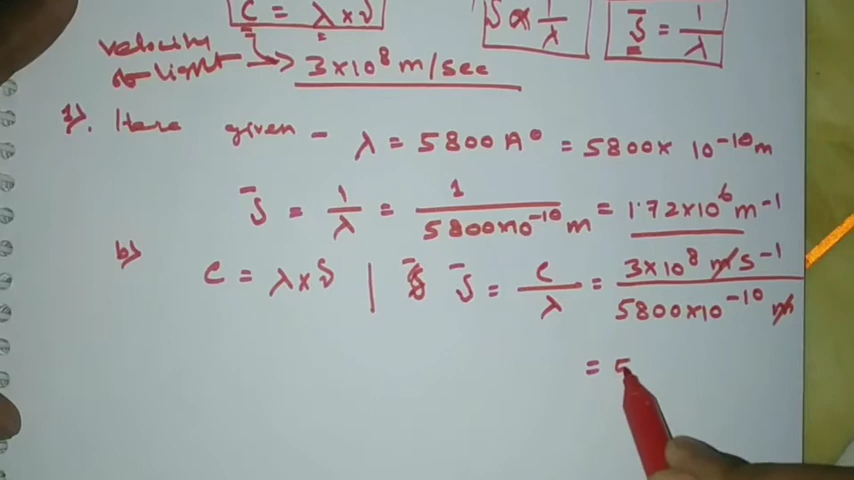 C = λ × ν
ν ∝ 1/λ
ν̄ = 1/λ
velocity of light → 3×10⁸ m/sec
1). Here given - λ = 5800 A° = 5800 × 10⁻¹⁰ m
ν̄ = 1/λ = 1/(5800×10⁻¹⁰ m) = 1.72×10⁶ m⁻¹
b) C = λ×ν | ν̄ = C/λ = (3×10⁸ m s⁻¹)/(5800×10⁻¹⁰ m)
= 5